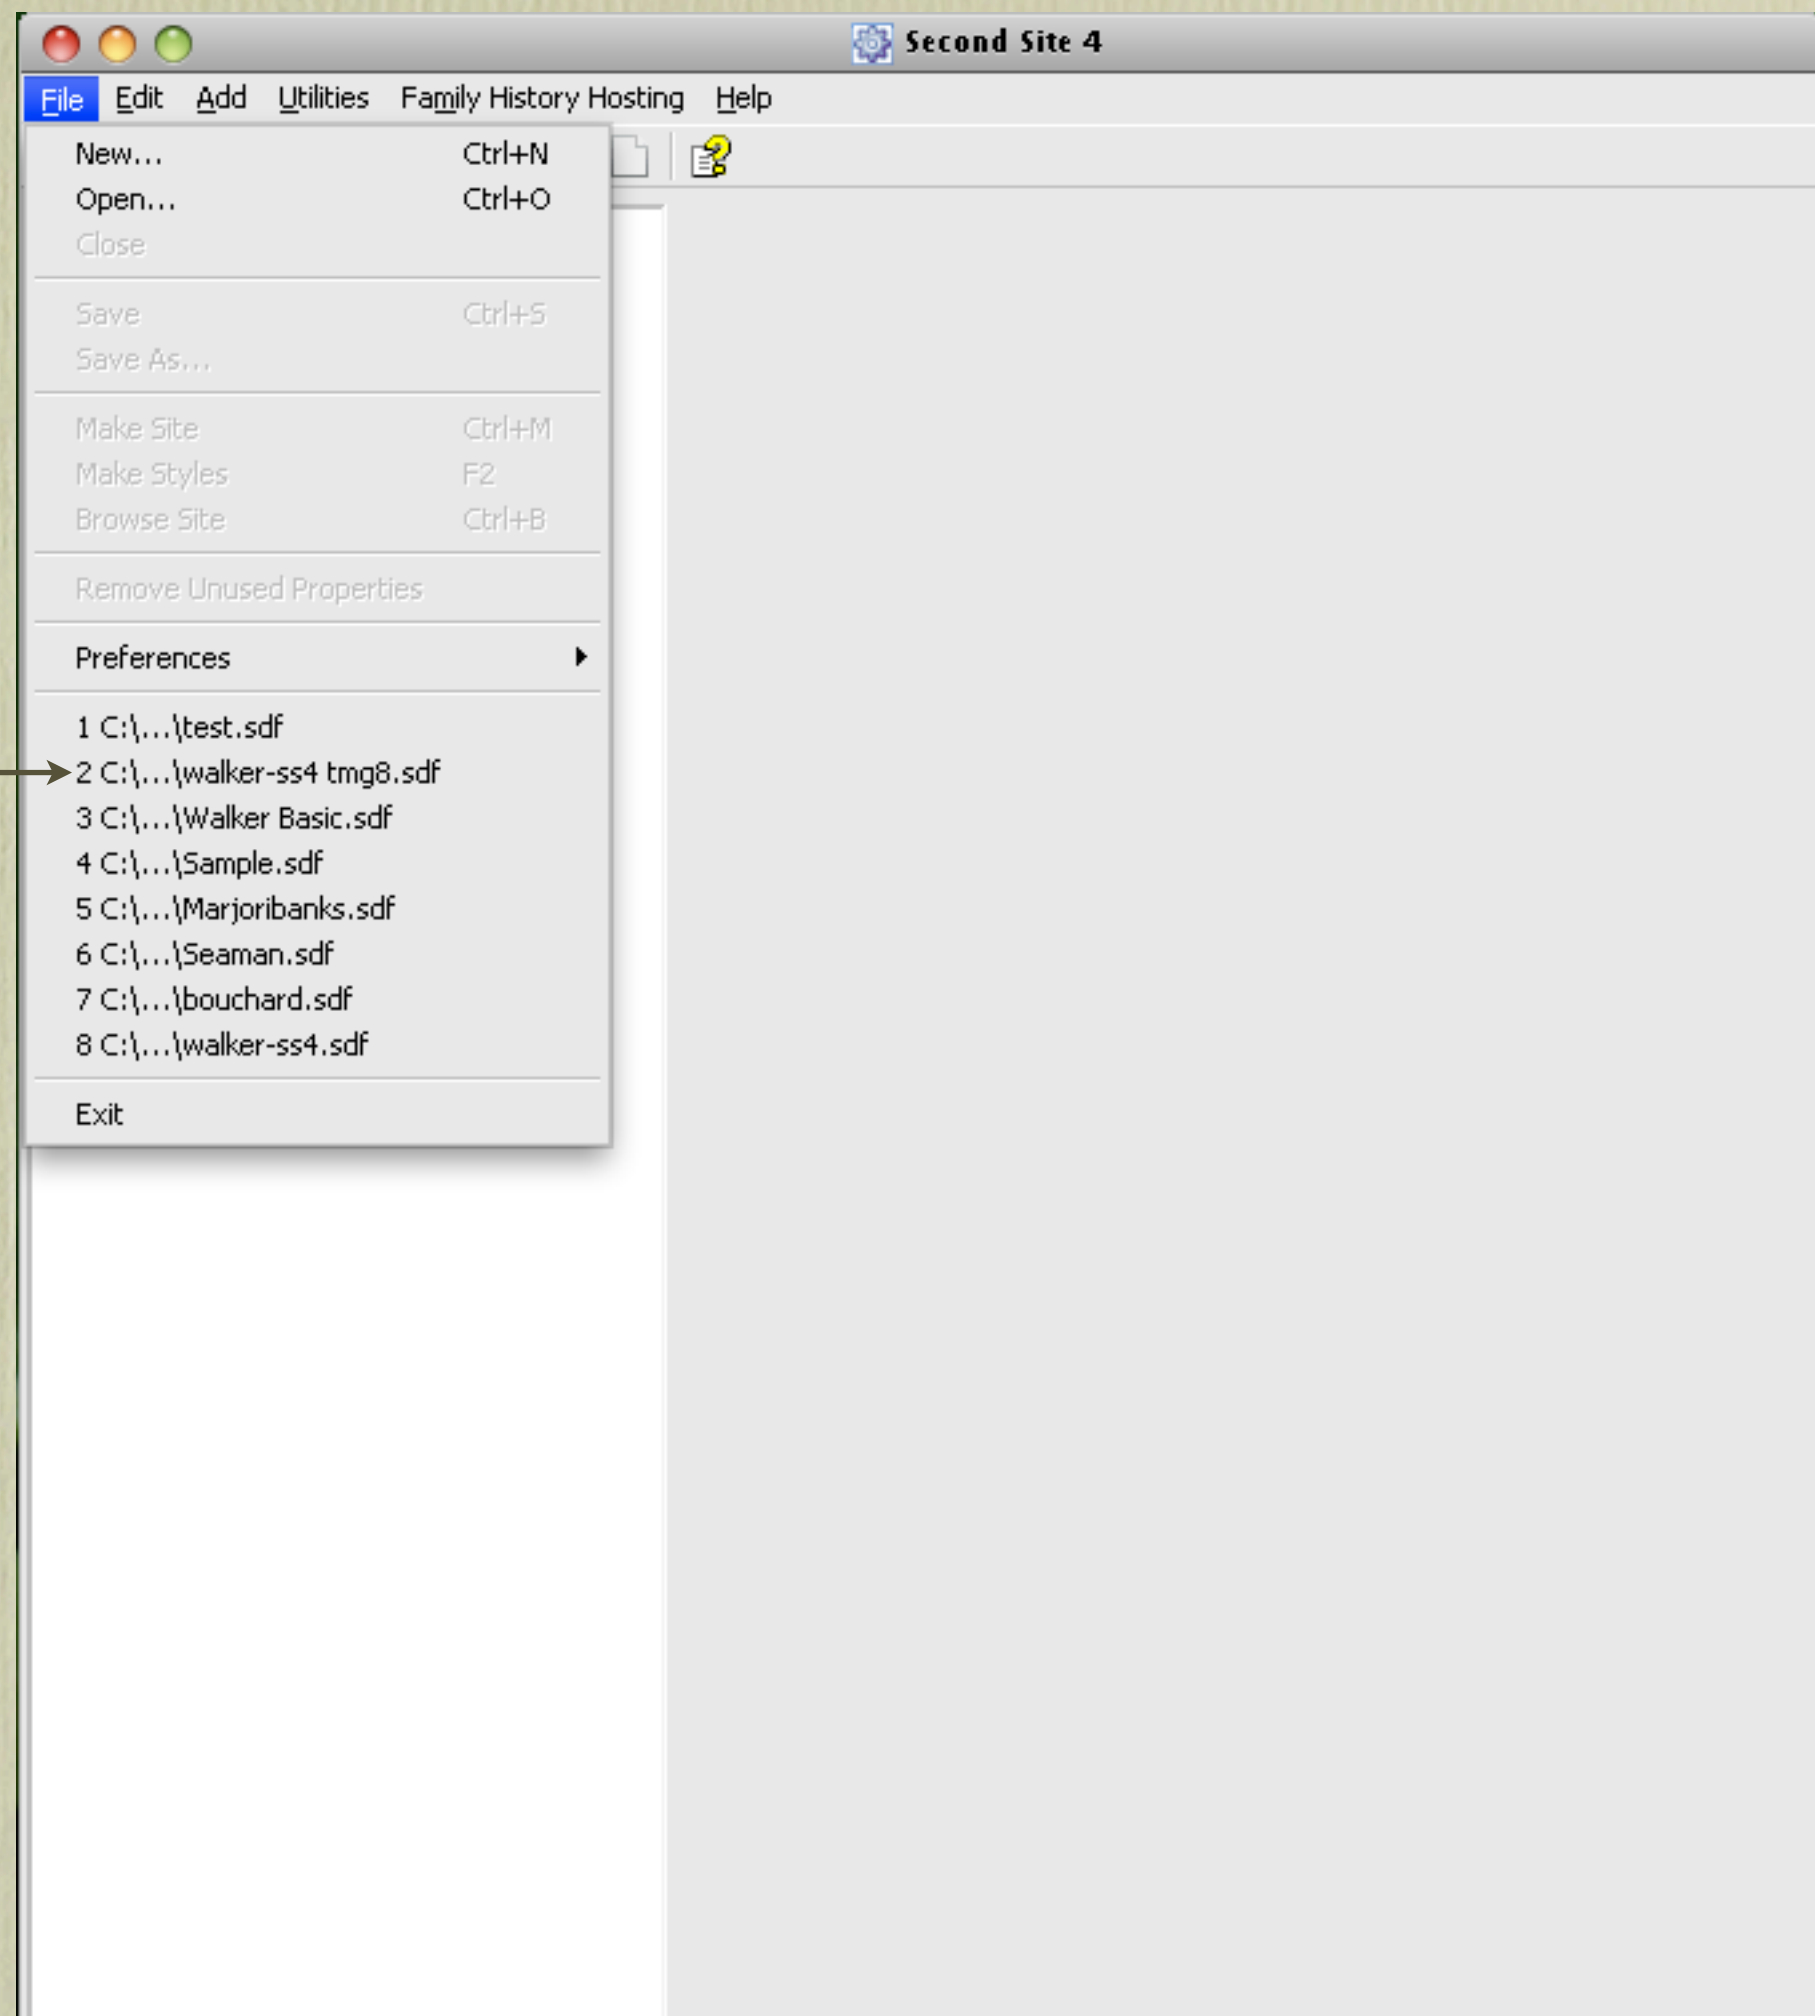 Second Site 4
File Edit Add Utilities Family History Hosting Help
New... Ctrl+N
Open... Ctrl+O
Close
Save Ctrl+S
Save As...
Make Site Ctrl+M
Make Styles F2
Browse Site Ctrl+B
Remove Unused Properties
Preferences
1 C:\...\test.sdf
2 C:\...\walker-ss4 tmg8.sdf
3 C:\...\Walker Basic.sdf
4 C:\...\Sample.sdf
5 C:\...\Marjoribanks.sdf
6 C:\...\Seaman.sdf
7 C:\...\bouchard.sdf
8 C:\...\walker-ss4.sdf
Exit